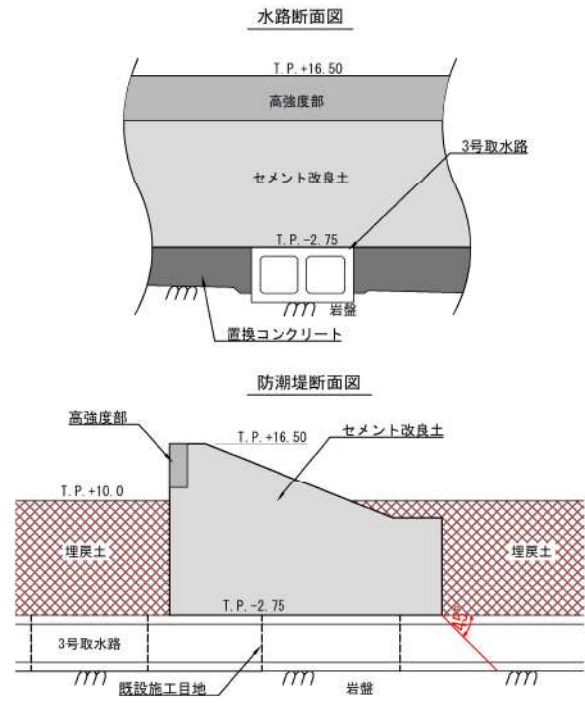 水路断面図
T.P.+16.50
高強度部
3号取水路
セメント改良土
T.P.-2.75
岩盤
置換コンクリート
防潮堤断面図
高強度部
T.P.+16.50
セメント改良土
T.P.+10.0
埋戻土
埋戻土
T.P.-2.75
45°
3号取水路
既設施工目地
岩盤